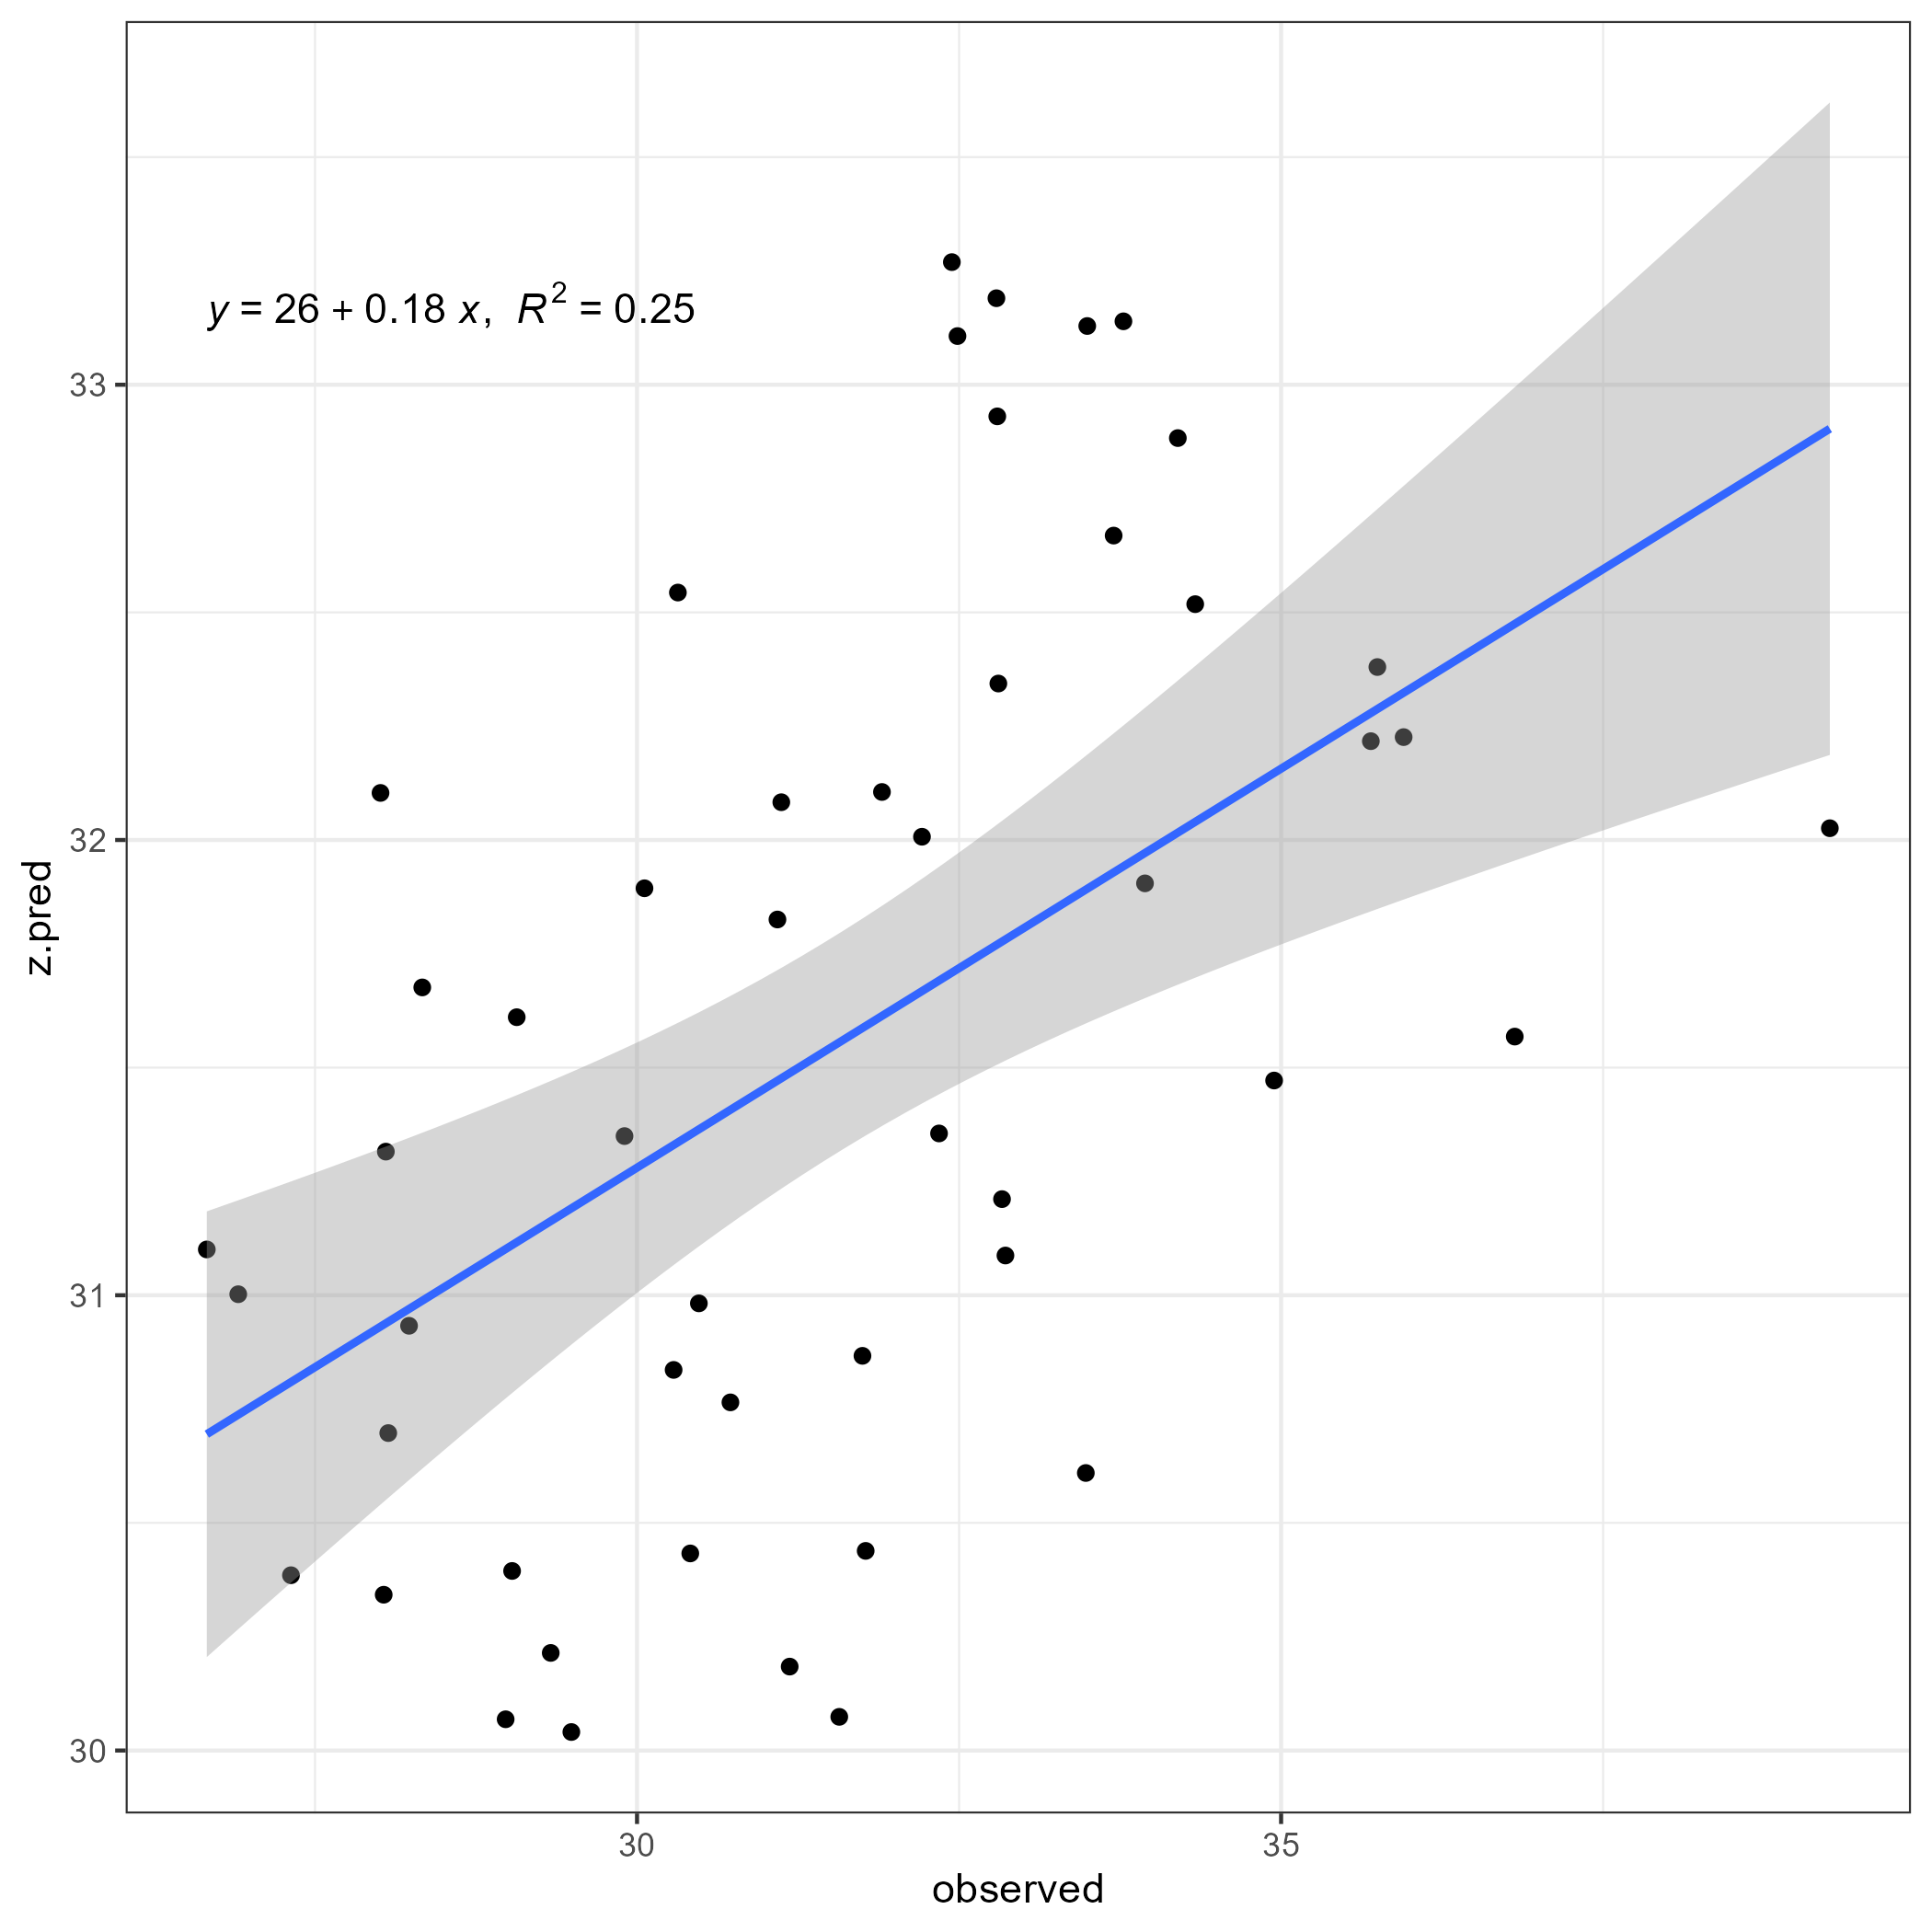 y = 26 + 0.18 x, R² = 0.25
33
32
31
30
z.pred
30 35
observed